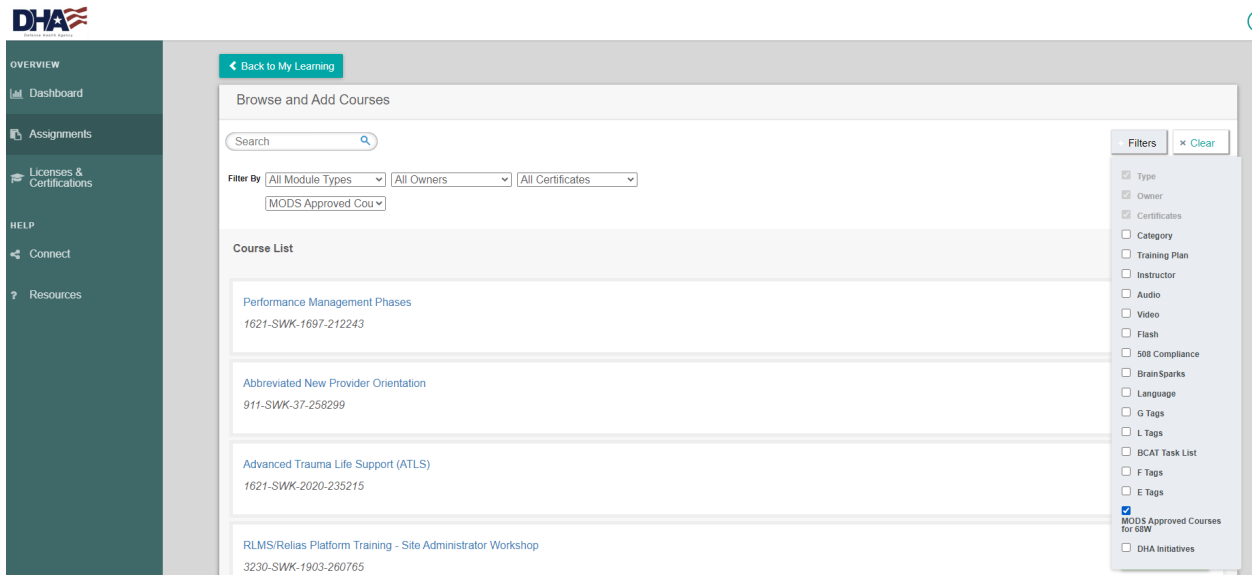 DHA
Defense Health Agency
OVERVIEW
Dashboard
Assignments
Licenses &
Certifications
HELP
Connect
? Resources
Back to My Learning
Browse and Add Courses
Search
Filters
× Clear
Filter By All Module Types All Owners All Certificates
MODS Approved Cou
Course List
Performance Management Phases
1621-SWK-1697-212243
Abbreviated New Provider Orientation
911-SWK-37-258299
Advanced Trauma Life Support (ATLS)
1621-SWK-2020-235215
RLMS/Relias Platform Training - Site Administrator Workshop
3230-SWK-1903-260765
Type
Owner
Certificates
Category
Training Plan
Instructor
Audio
Video
Flash
508 Compliance
BrainSparks
Language
G Tags
L Tags
BCAT Task List
F Tags
E Tags
MODS Approved Courses
for 68W
DHA Initiatives